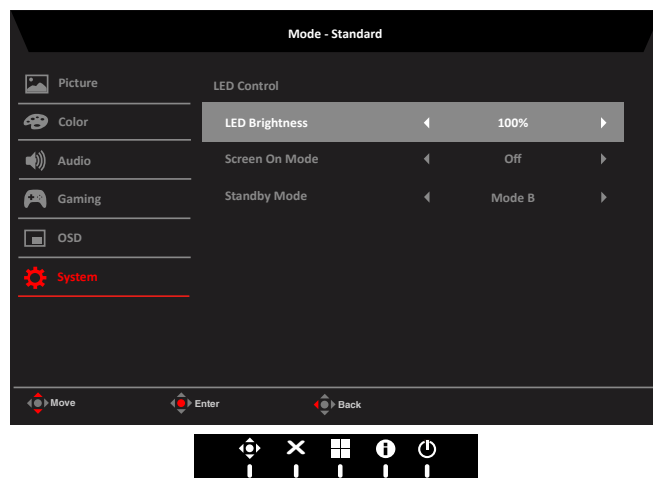 Mode - Standard
Picture
LED Control
Color
LED Brightness 100%
Audio
Screen On Mode Off
Gaming
Standby Mode Mode B
OSD
System
Move Enter Back